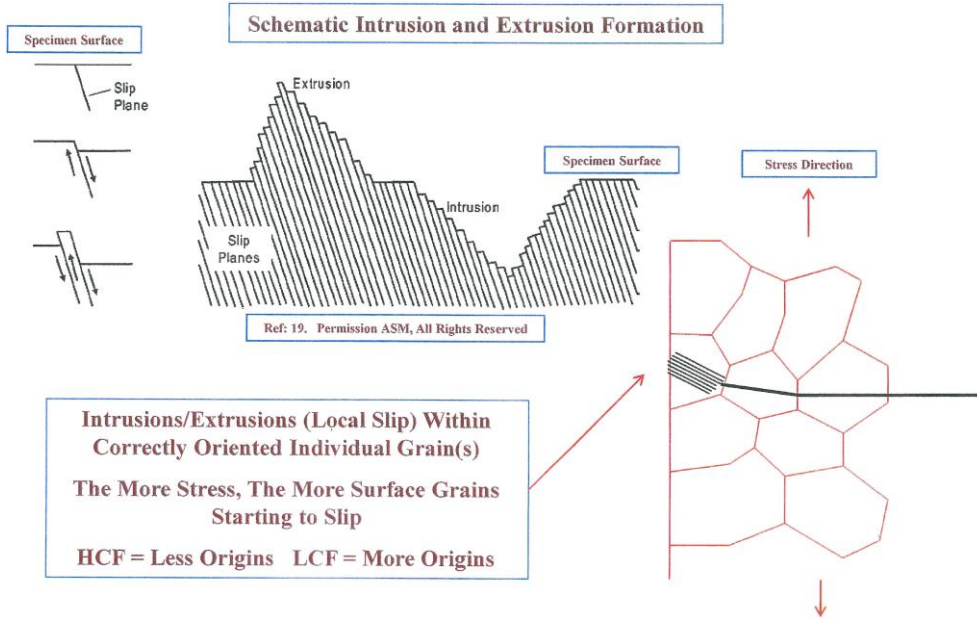 Schematic Intrusion and Extrusion Formation
Specimen Surface
Slip
Plane
Extrusion
Intrusion
Slip
Planes
Specimen Surface
Stress Direction
Ref: 19. Permission ASM, All Rights Reserved
Intrusions/Extrusions (Local Slip) Within
Correctly Oriented Individual Grain(s)
The More Stress, The More Surface Grains
Starting to Slip
HCF = Less Origins LCF = More Origins